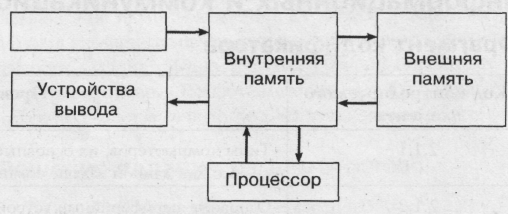 Внутренняя
память
Внешняя
память
Устройства
вывода
Процессор